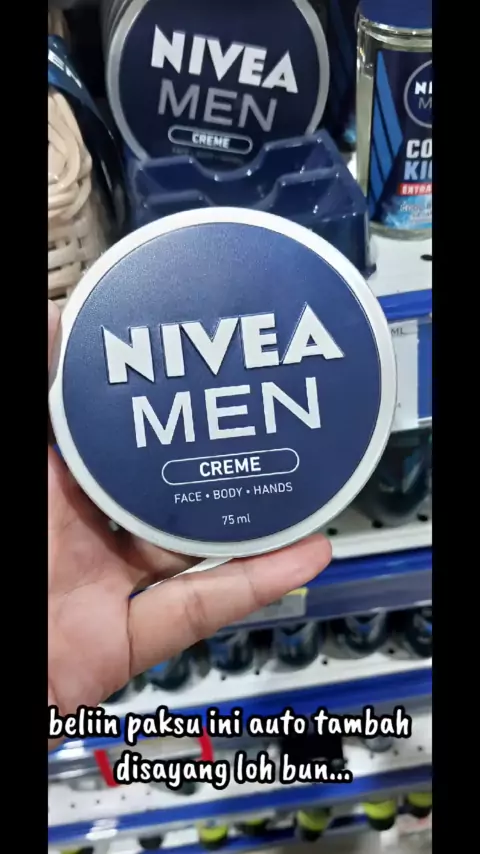 NIVEA
MEN
CREME
NIVEA
MEN
CREME
FACE • BODY • HANDS
75 ml
beliin paksu ini auto tambah
disayang loh bun...